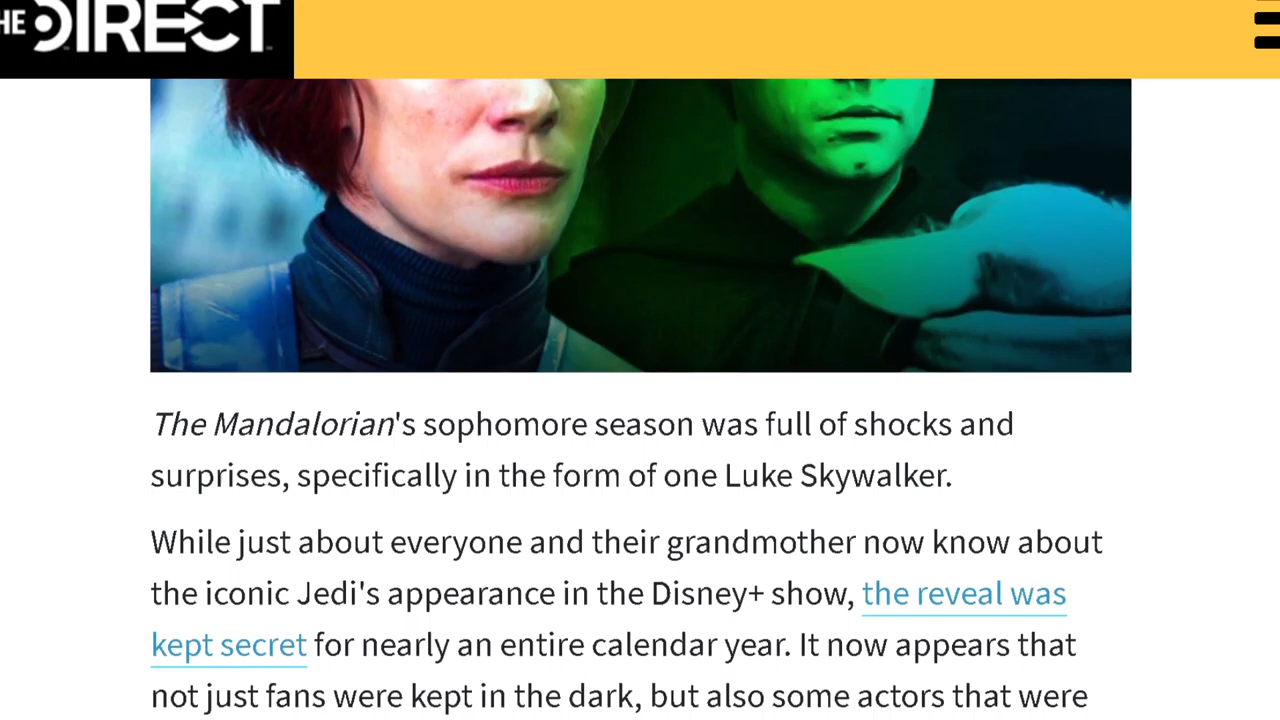 THE DIRECT
The Mandalorian's sophomore season was full of shocks and
surprises, specifically in the form of one Luke Skywalker.
While just about everyone and their grandmother now know about
the iconic Jedi's appearance in the Disney+ show, the reveal was
kept secret for nearly an entire calendar year. It now appears that
not just fans were kept in the dark, but also some actors that were